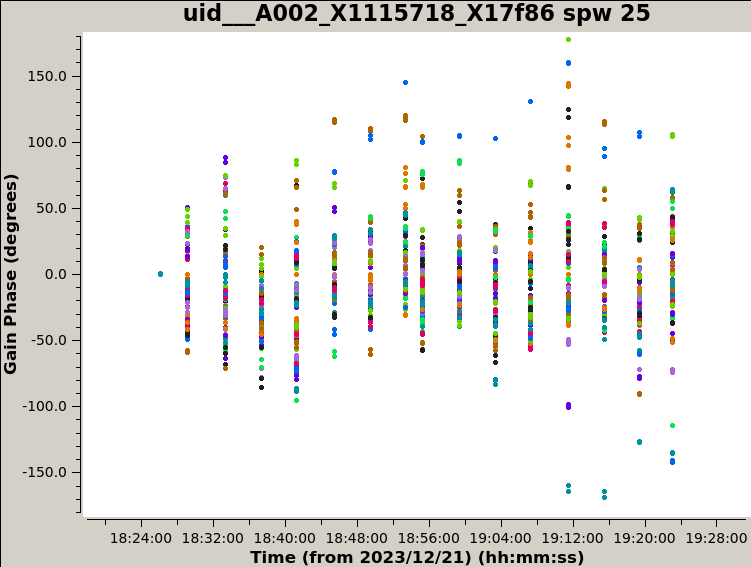 uid___A002_X1115718_X17f86 spw 25
150.0
100.0
50.0
0.0
-50.0
-100.0
-150.0
Gain Phase (degrees)
18:24:00 18:32:00 18:40:00 18:48:00 18:56:00 19:04:00 19:12:00 19:20:00 19:28:00
Time (from 2023/12/21) (hh:mm:ss)